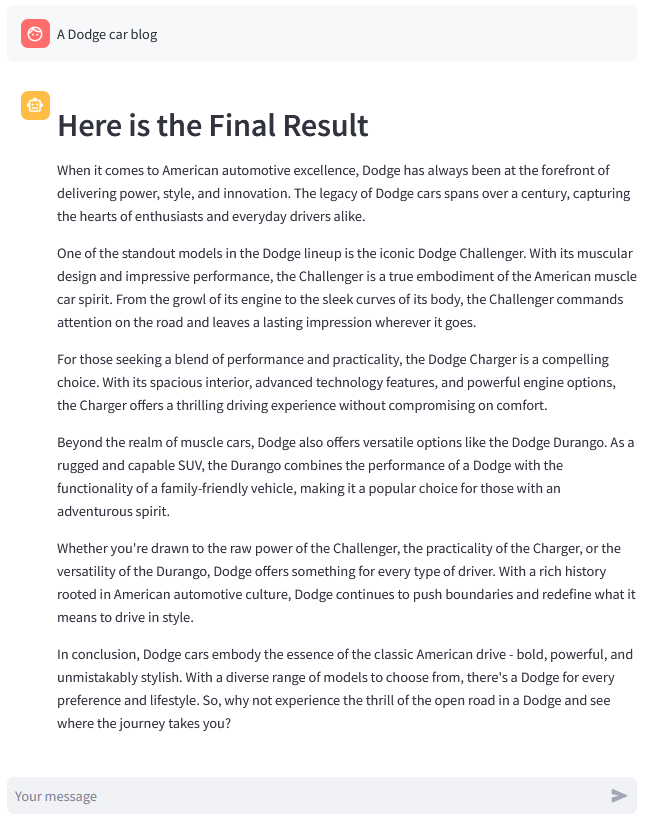 A Dodge car blog
Here is the Final Result
When it comes to American automotive excellence, Dodge has always been at the forefront of
delivering power, style, and innovation. The legacy of Dodge cars spans over a century, capturing
the hearts of enthusiasts and everyday drivers alike.
One of the standout models in the Dodge lineup is the iconic Dodge Challenger. With its muscular
design and impressive performance, the Challenger is a true embodiment of the American muscle
car spirit. From the growl of its engine to the sleek curves of its body, the Challenger commands
attention on the road and leaves a lasting impression wherever it goes.
For those seeking a blend of performance and practicality, the Dodge Charger is a compelling
choice. With its spacious interior, advanced technology features, and powerful engine options,
the Charger offers a thrilling driving experience without compromising on comfort.
Beyond the realm of muscle cars, Dodge also offers versatile options like the Dodge Durango. As a
rugged and capable SUV, the Durango combines the performance of a Dodge with the
functionality of a family-friendly vehicle, making it a popular choice for those with an
adventurous spirit.
Whether you're drawn to the raw power of the Challenger, the practicality of the Charger, or the
versatility of the Durango, Dodge offers something for every type of driver. With a rich history
rooted in American automotive culture, Dodge continues to push boundaries and redefine what it
means to drive in style.
In conclusion, Dodge cars embody the essence of the classic American drive - bold, powerful, and
unmistakably stylish. With a diverse range of models to choose from, there's a Dodge for every
preference and lifestyle. So, why not experience the thrill of the open road in a Dodge and see
where the journey takes you?
Your message